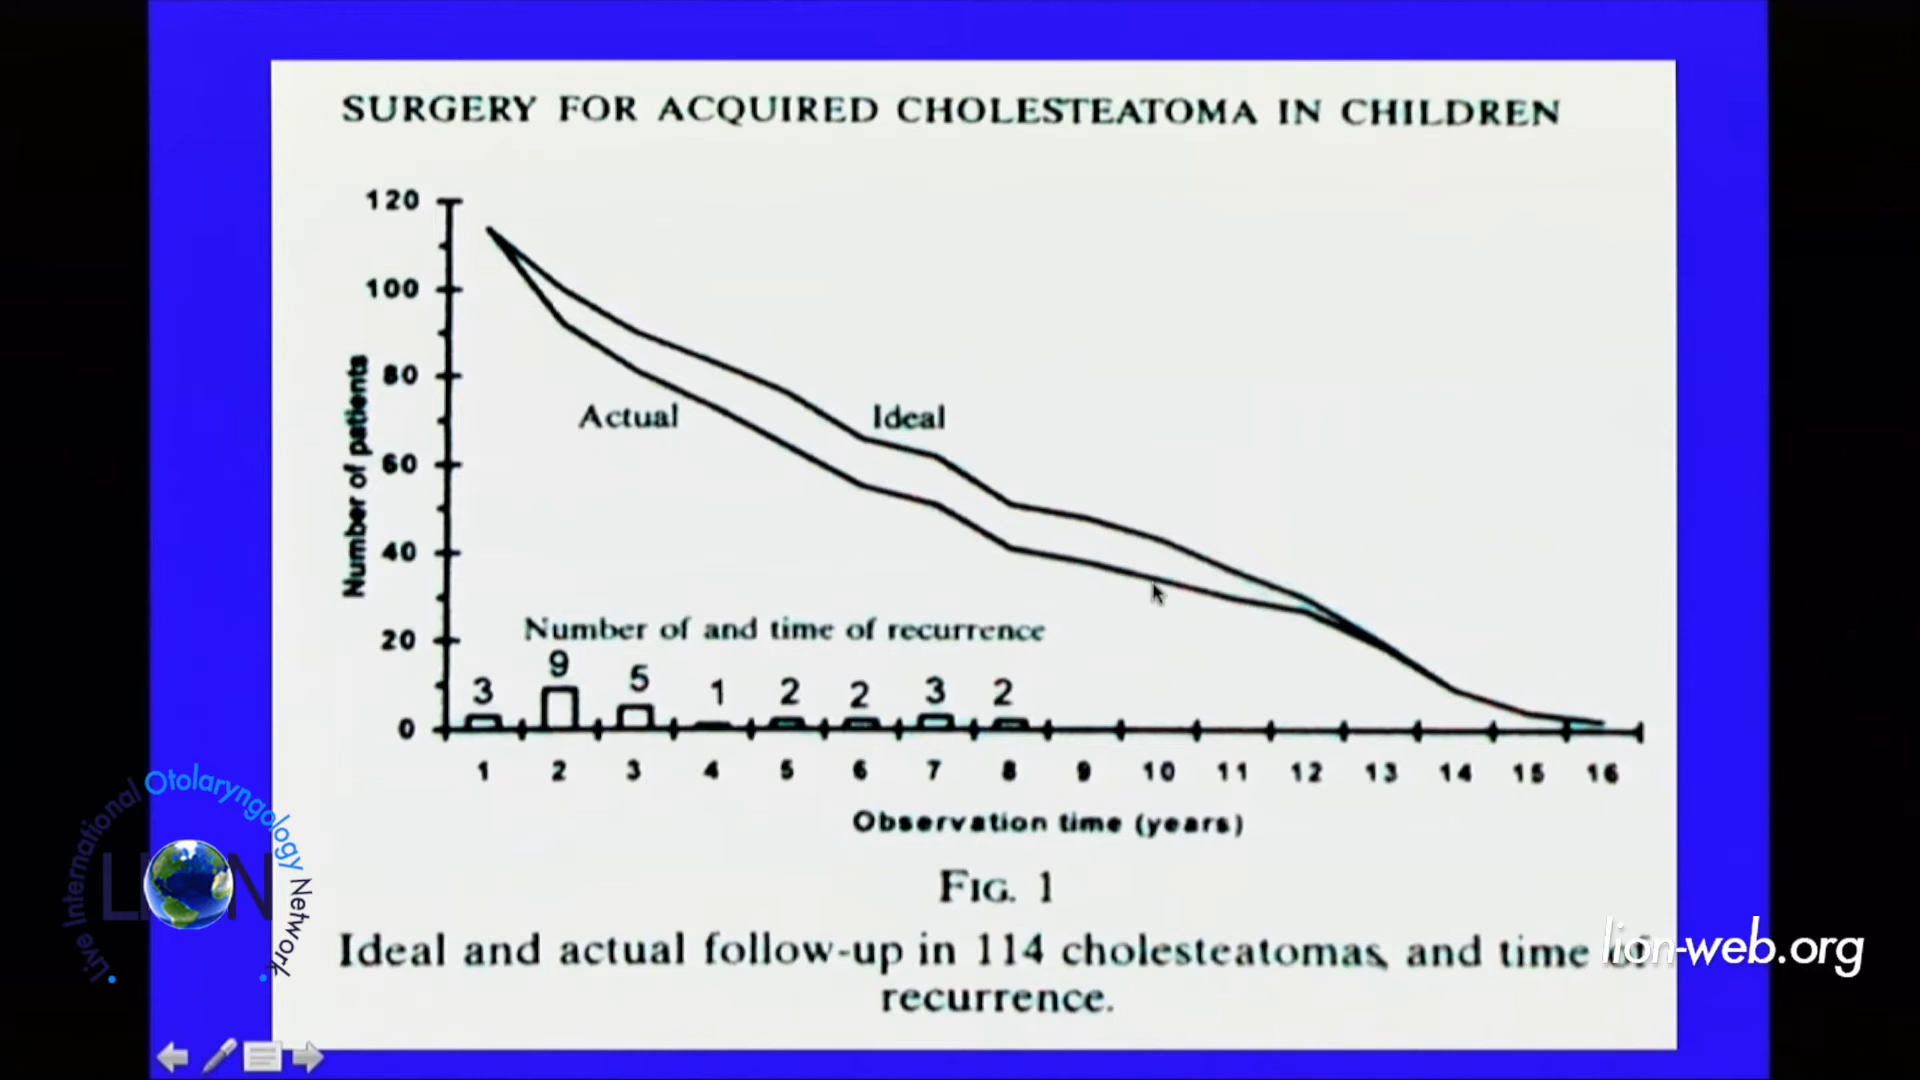 SURGERY FOR ACQUIRED CHOLESTEATOMA IN CHILDREN
120
100
80
60
40
20
0
Number of patients
Actual
Ideal
Number of and time of recurrence
3 9 5 1 2 2 3 2
1 2 3 4 5 6 7 8 9 10 11 12 13 14 15 16
Observation time (years)
FIG. 1
Ideal and actual follow-up in 114 cholesteatomas, and time of
recurrence.
Live International Otolaryngology Network
LION
lion-web.org